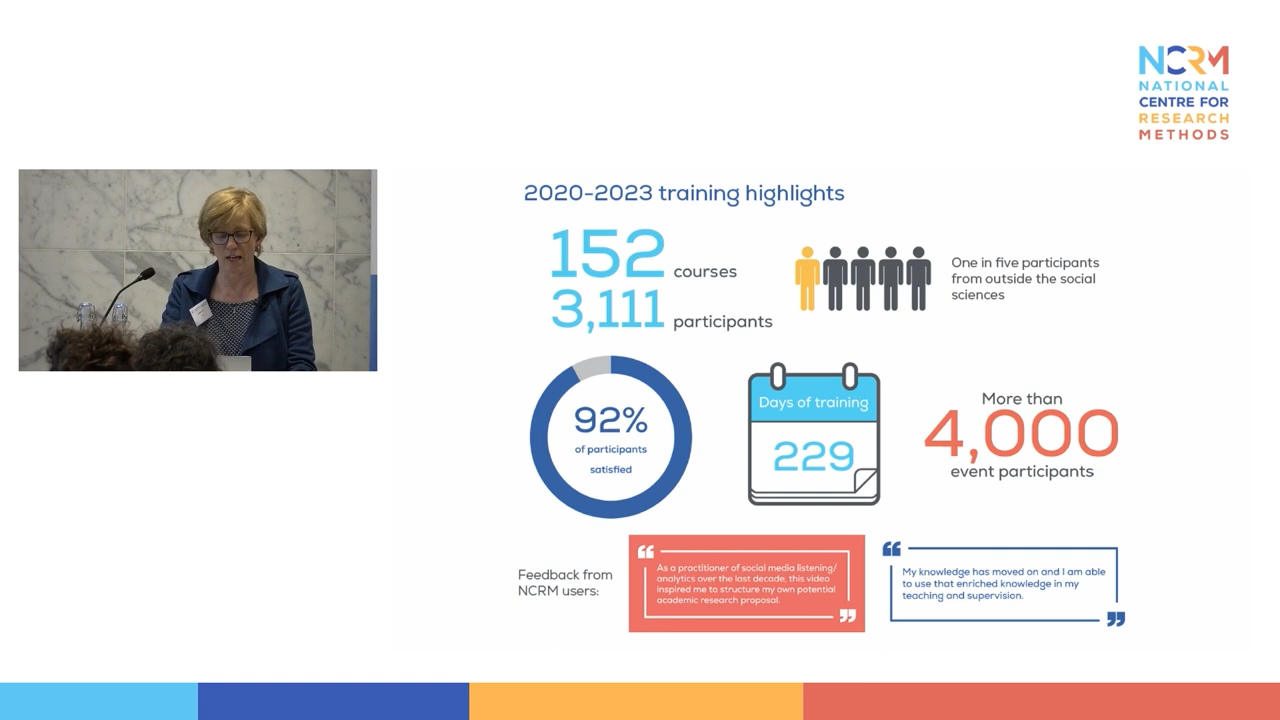 NCRM
NATIONAL
CENTRE FOR
RESEARCH
METHODS
2020-2023 training highlights
152 courses
3,111 participants
One in five participants
from outside the social
sciences
92%
of participants
satisfied
Days of training
229
More than
4,000
event participants
Feedback from
NCRM users:
“ As a practitioner of social media listening/
analytics over the last decade, this video
inspired me to structure my own potential
academic research proposal. ”
“ My knowledge has moved on and I am able
to use that enriched knowledge in my
teaching and supervision. ”